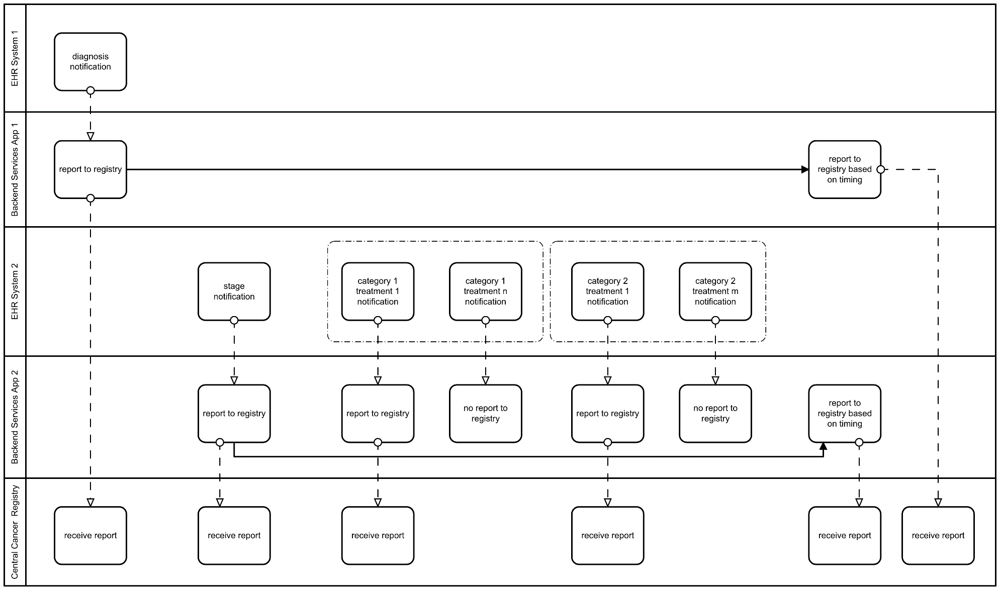 EHR System 1
diagnosis
notification
Backend Services App 1
report to registry
report to
registry based
on timing
EHR System 2
stage
notification
category 1
treatment 1
notification
category 1
treatment n
notification
category 2
treatment 1
notification
category 2
treatment m
notification
Backend Services App 2
report to registry
report to registry
no report to
registry
report to registry
no report to
registry
report to
registry based
on timing
Central Cancer Registry
receive report
receive report
receive report
receive report
receive report
receive report